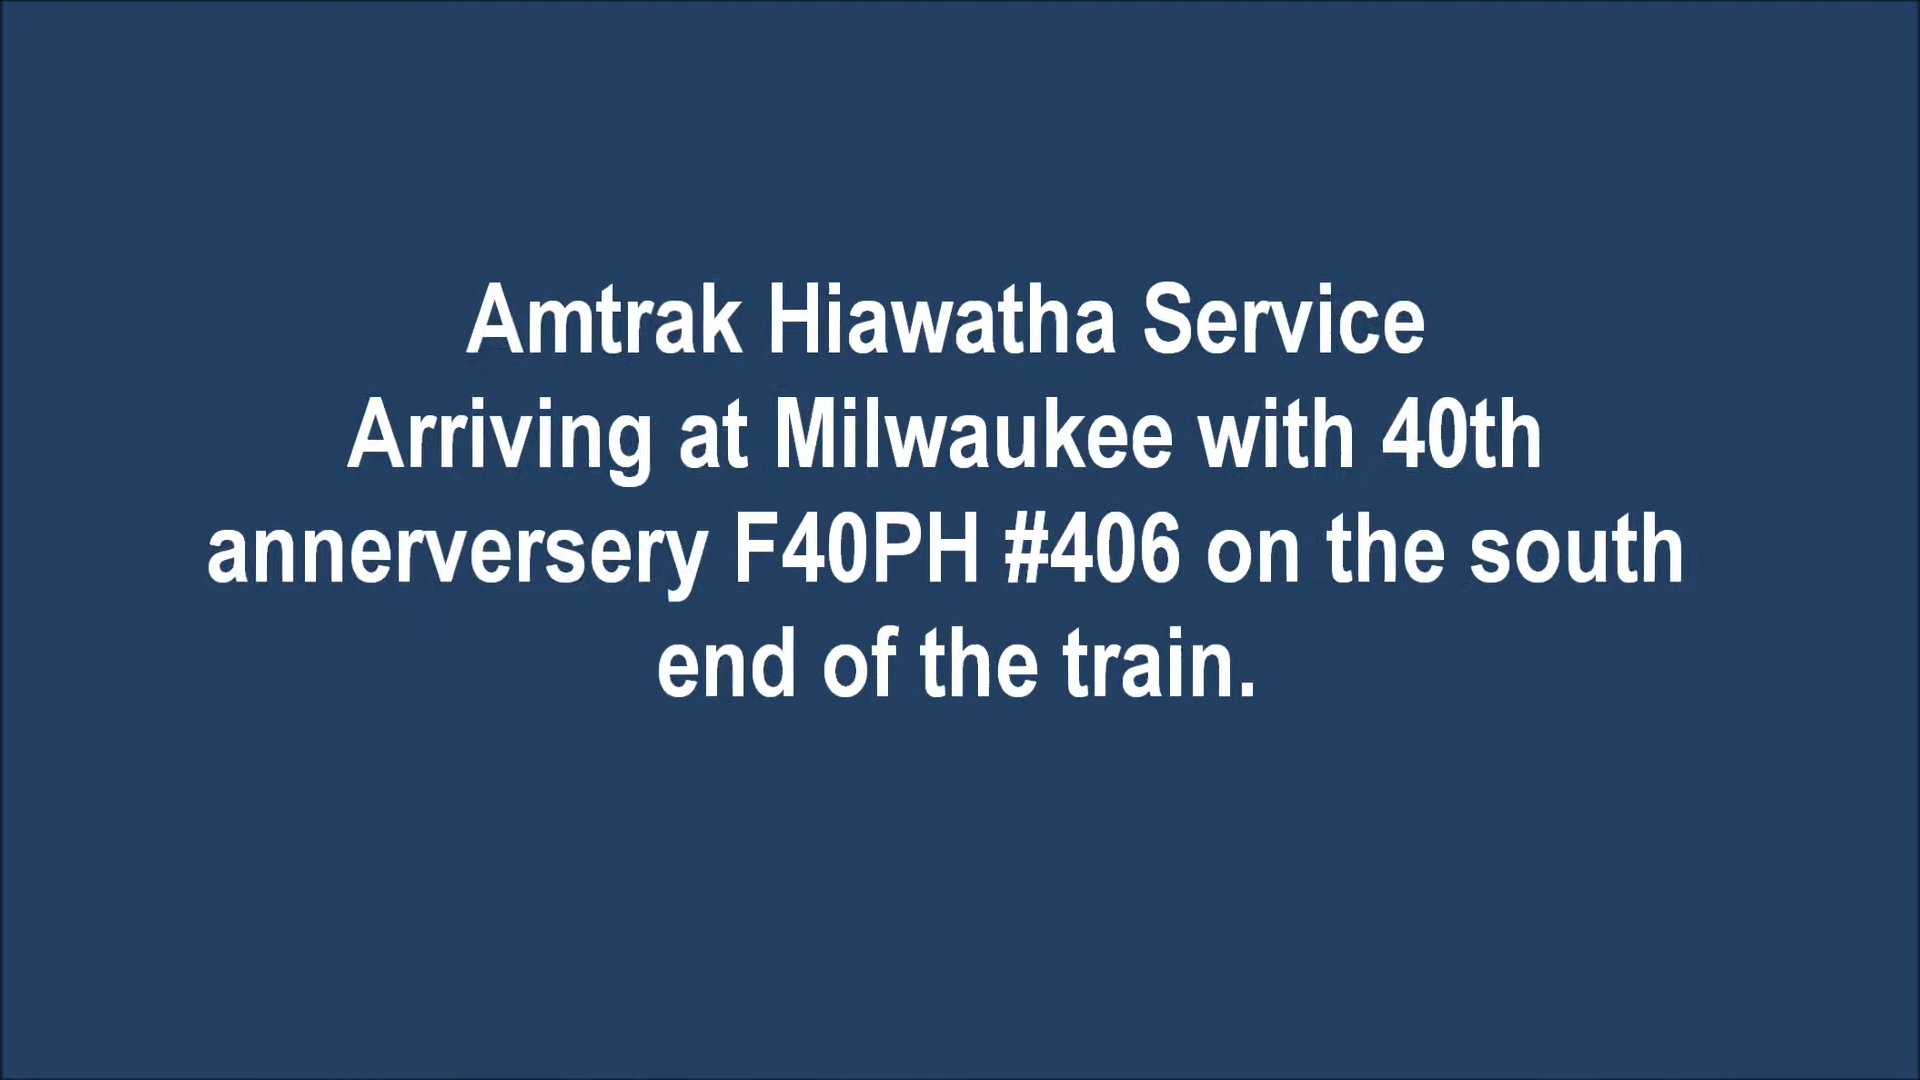 Amtrak Hiawatha Service
Arriving at Milwaukee with 40th
annerversery F40PH #406 on the south
end of the train.